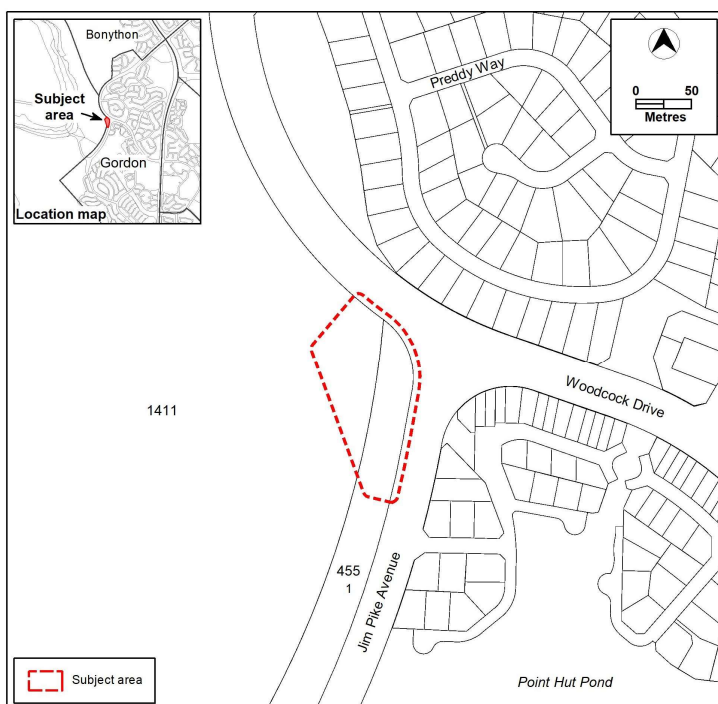 Bonython
Subject
area
Gordon
Location map
Preddy Way
0 50
Metres
Woodcock Drive
1411
455
1
Jim Pike Avenue
Subject area
Point Hut Pond